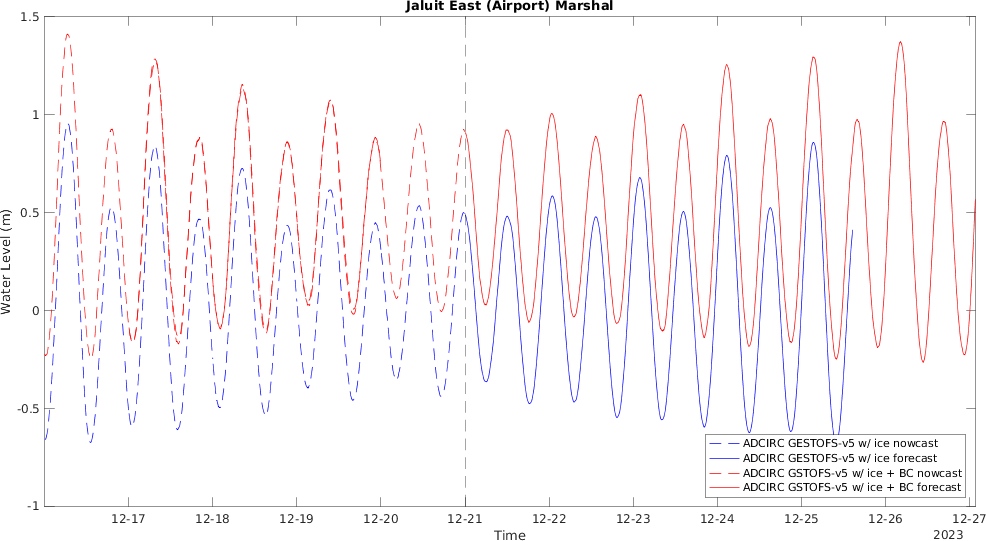 Jaluit East (Airport) Marshal
1.5
1
0.5
0
-0.5
-1
Water Level (m)
ADCIRC GESTOFS-v5 w/ ice nowcast
ADCIRC GESTOFS-v5 w/ ice forecast
ADCIRC GSTOFS-v5 w/ ice + BC nowcast
ADCIRC GSTOFS-v5 w/ ice + BC forecast
12-17 12-18 12-19 12-20 12-21 12-22 12-23 12-24 12-25 12-26 12-27
Time
2023